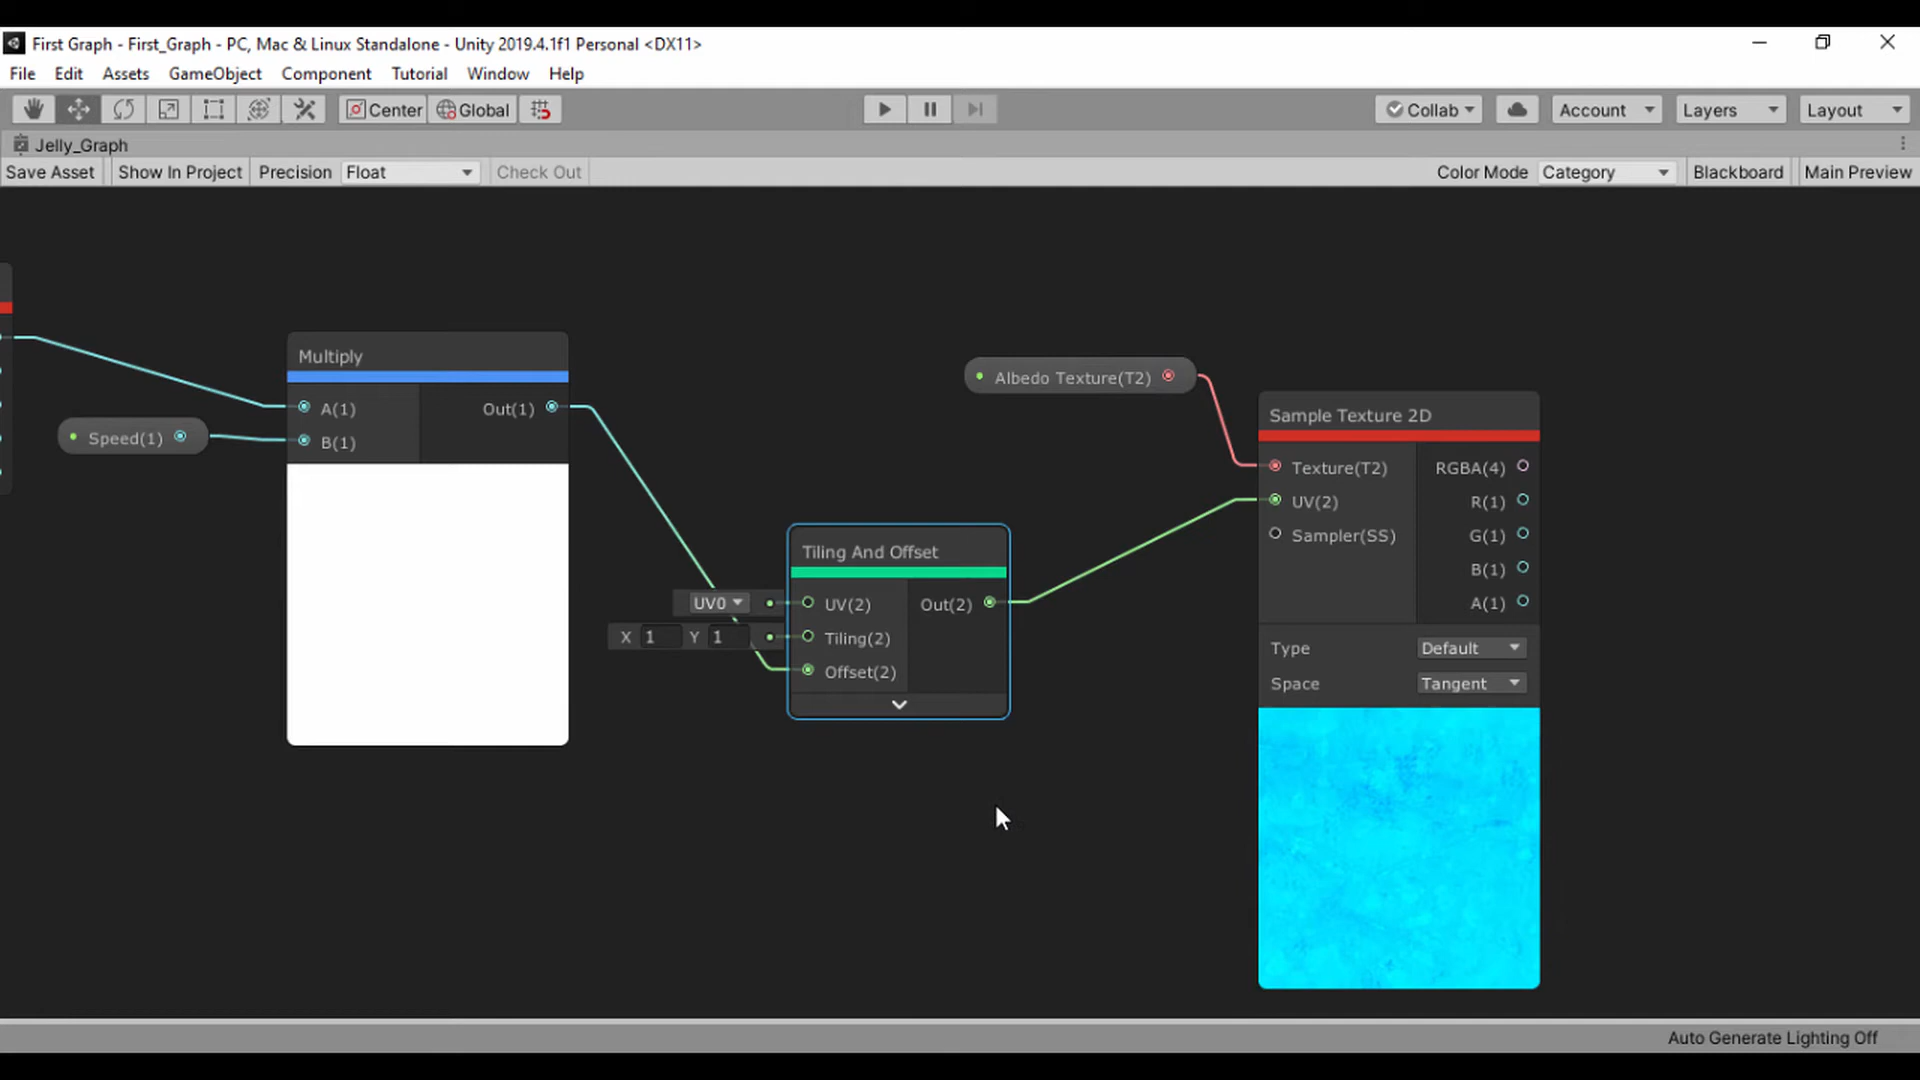 First Graph - First_Graph - PC, Mac & Linux Standalone - Unity 2019.4.1f1 Personal <DX11>
File Edit Assets GameObject Component Tutorial Window Help
Center Global Collab Account Layers Layout
Jelly_Graph
Save Asset Show In Project Precision Float Check Out Color Mode Category Blackboard Main Preview
Multiply
A(1) Out(1)
B(1)
Speed(1)
Albedo Texture(T2)
Tiling And Offset
UV0 UV(2) Out(2)
X 1 Y 1 Tiling(2)
Offset(2)
Sample Texture 2D
Texture(T2) RGBA(4)
UV(2) R(1)
Sampler(SS) G(1)
B(1)
A(1)
Type Default
Space Tangent
Auto Generate Lighting Off